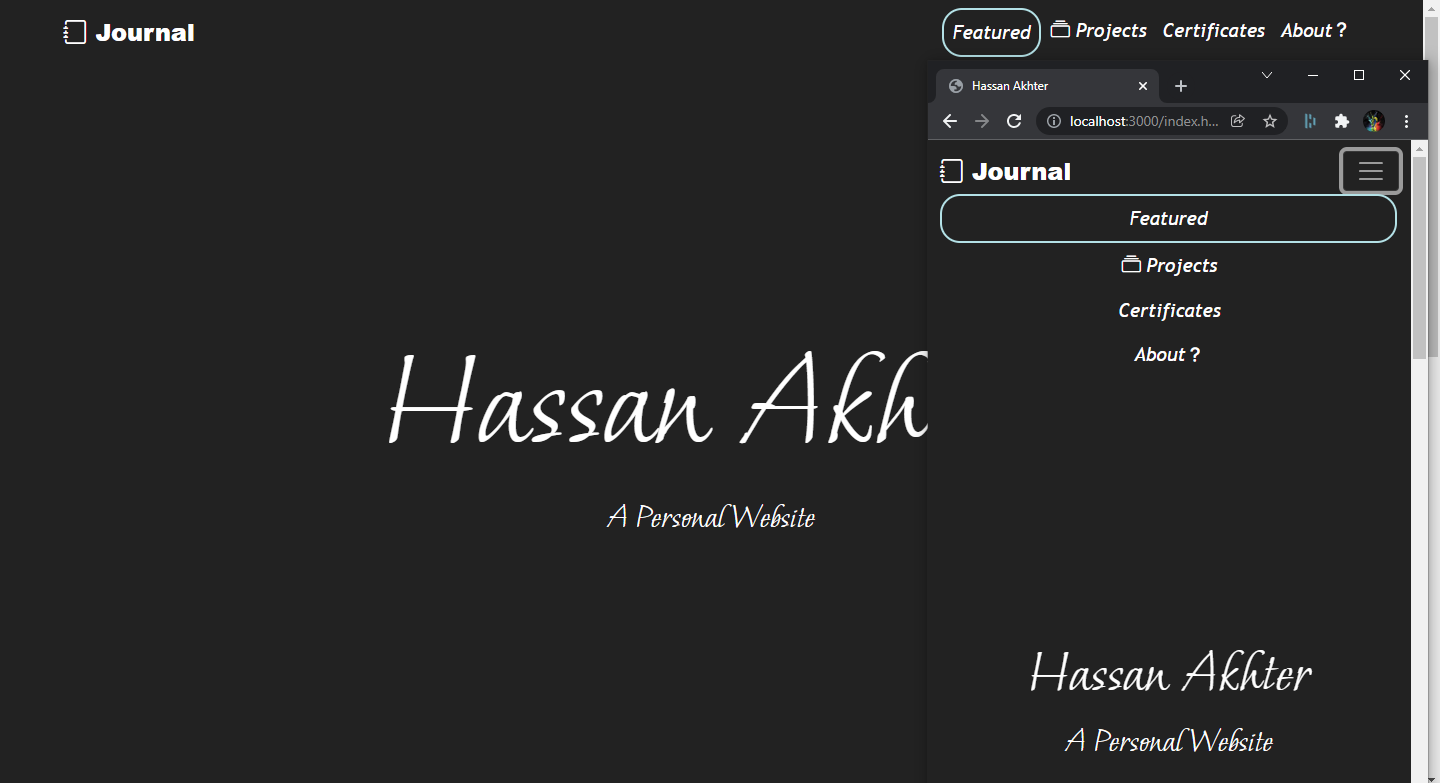 Journal
Featured Projects Certificates About ?
Hassan Akh
A Personal Website
Hassan Akhter
localhost:3000/index.h...
Journal
Featured
Projects
Certificates
About ?
Hassan Akhter
A Personal Website